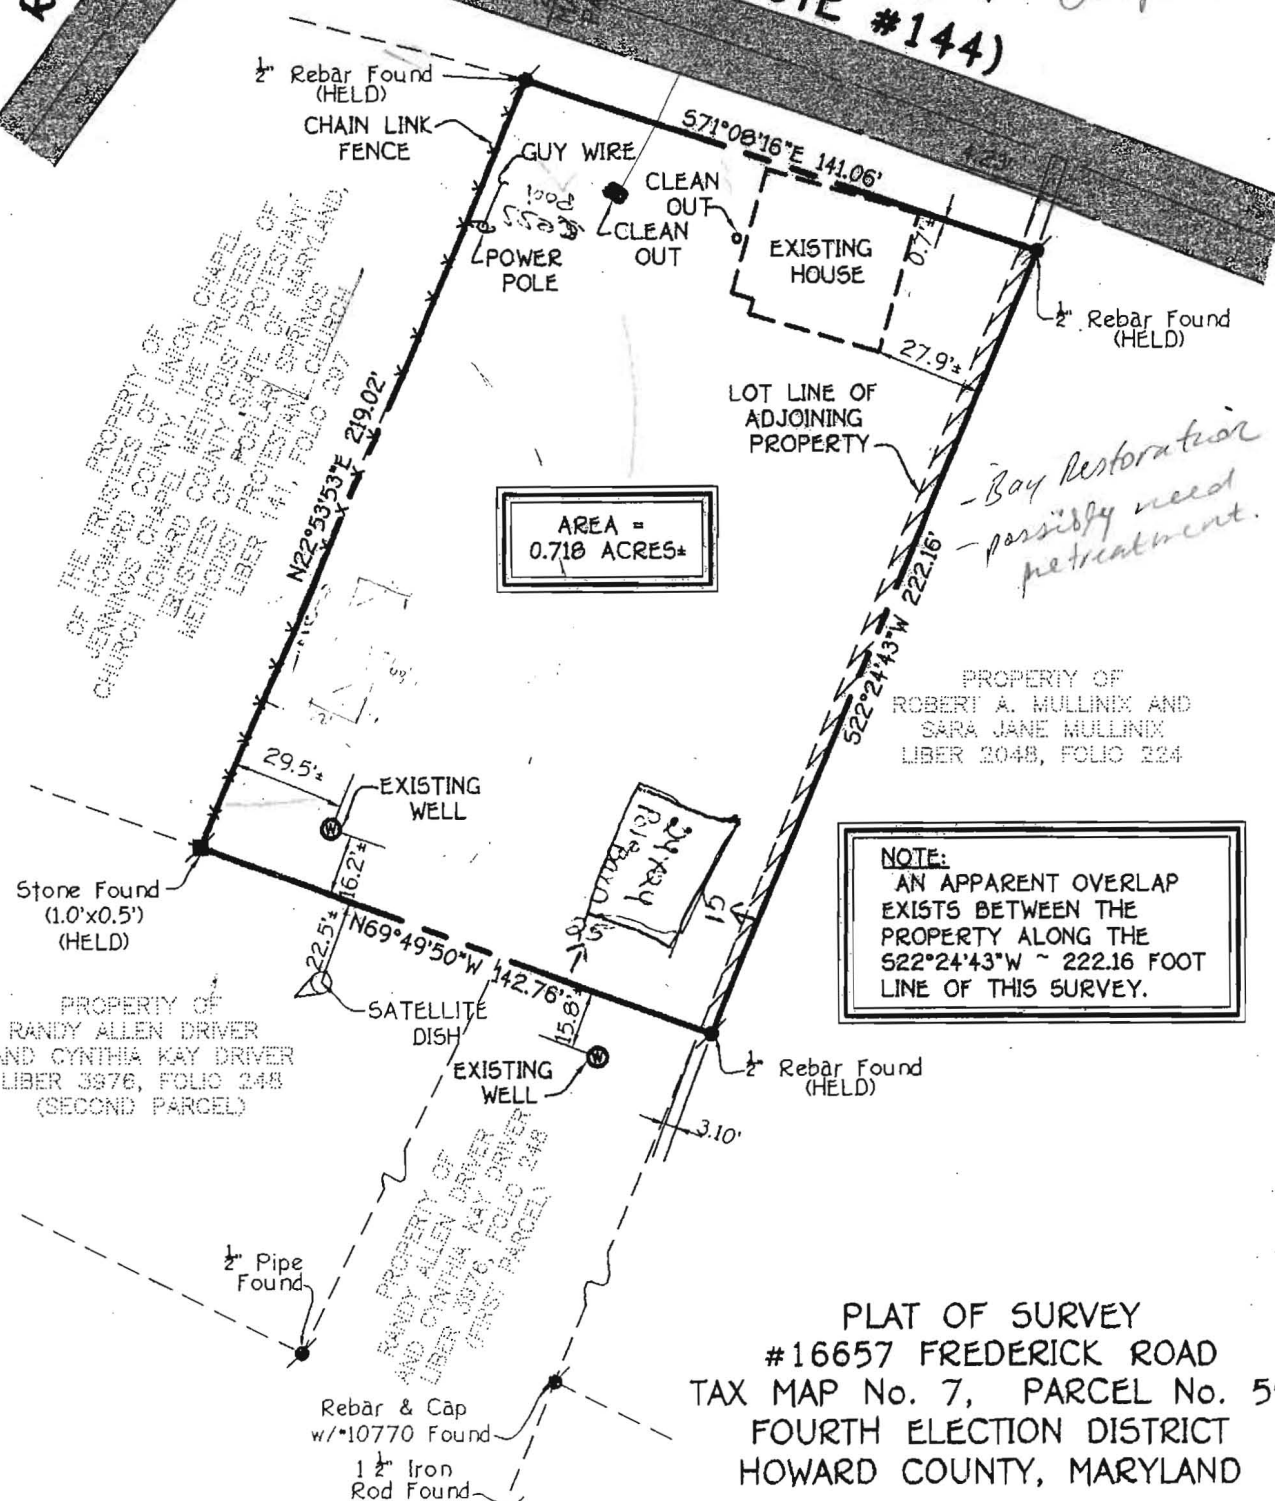 #144)
1/2" Rebar Found
(HELD)
CHAIN LINK
FENCE
GUY WIRE
POWER
POLE
CLEAN
OUT
CLEAN
OUT
S71°08'16"E 141.06'
4.23'
EXISTING
HOUSE
0.7'±
27.9'±
1/2" Rebar Found
(HELD)
LOT LINE OF
ADJOINING
PROPERTY
- Bay Restoration
- possibly need
pretreatment.
PROPERTY OF
THE TRUSTEES OF UNION CHAPEL
OF HOWARD COUNTY, THE TRUSTEES OF
JENNINGS CHAPEL METHODIST PROTESTANT
CHURCH HOWARD COUNTY STATE OF MARYLAND,
TRUSTEES OF POPLAR SPRINGS
METHODIST PROTESTANT CHURCH
LIBER 141, FOLIO 297
N22°53'53"E 219.02'
AREA =
0.718 ACRES±
S22°24'43"W 222.16'
PROPERTY OF
ROBERT A. MULLINIX AND
SARA JANE MULLINIX
LIBER 2048, FOLIO 224
29.5'±
EXISTING
WELL
W
16.2'±
24x24
Pole Barn
15
Stone Found
(1.0'x0.5')
(HELD)
N69°49'50"W 142.76'
22.5'±
SATELLITE
DISH
15.8'±
EXISTING
WELL
W
NOTE:
AN APPARENT OVERLAP
EXISTS BETWEEN THE
PROPERTY ALONG THE
S22°24'43"W ~ 222.16 FOOT
LINE OF THIS SURVEY.
PROPERTY OF
RANDY ALLEN DRIVER
AND CYNTHIA KAY DRIVER
LIBER 3976, FOLIO 248
(SECOND PARCEL)
1/2" Rebar Found
(HELD)
3.10'
PROPERTY OF
RANDY ALLEN DRIVER
AND CYNTHIA KAY DRIVER
LIBER 3976, FOLIO 248
(FIRST PARCEL)
1/2" Pipe
Found
Rebar & Cap
w/#10770 Found
1 1/2" Iron
Rod Found
PLAT OF SURVEY
#16657 FREDERICK ROAD
TAX MAP No. 7, PARCEL No.
FOURTH ELECTION DISTRICT
HOWARD COUNTY, MARYLAND